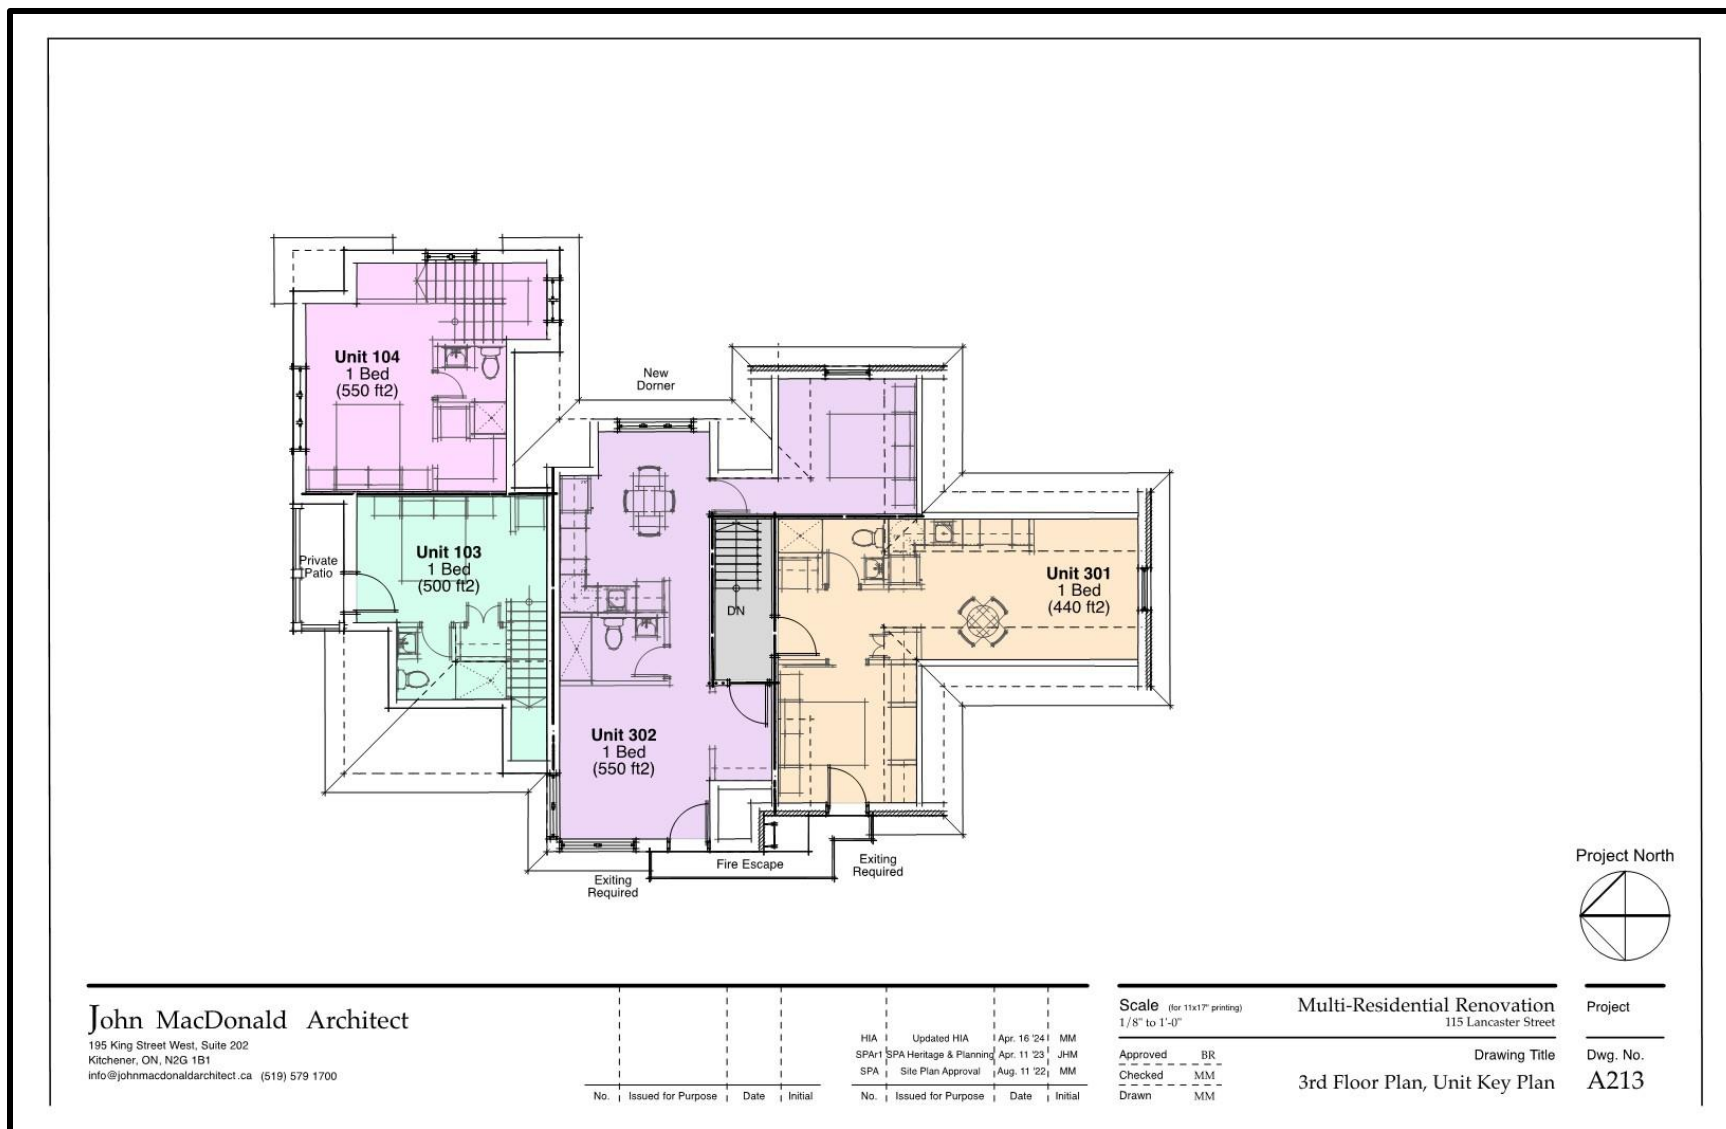 Unit 104
1 Bed
(550 ft2)
New
Dorner
Private
Patio
Unit 103
1 Bed
(500 ft2)
DN
Unit 301
1 Bed
(440 ft2)
Unit 302
1 Bed
(550 ft2)
Fire Escape
Exiting
Required
Exiting
Required
Project North
John MacDonald Architect
195 King Street West, Suite 202
Kitchener, ON, N2G 1B1
info@johnmacdonaldarchitect.ca (519) 579 1700
No. Issued for Purpose Date Initial
HIA Updated HIA Apr. 16 '24 MM
SPAr1 SPA Heritage & Planning Apr. 11 '23 JHM
SPA Site Plan Approval Aug. 11 '22 MM
No. Issued for Purpose Date Initial
Scale (for 11x17" printing)
1/8" to 1'-0"
Approved BR
Checked MM
Drawn MM
Multi-Residential Renovation
115 Lancaster Street
Drawing Title
3rd Floor Plan, Unit Key Plan
Project
Dwg. No.
A213